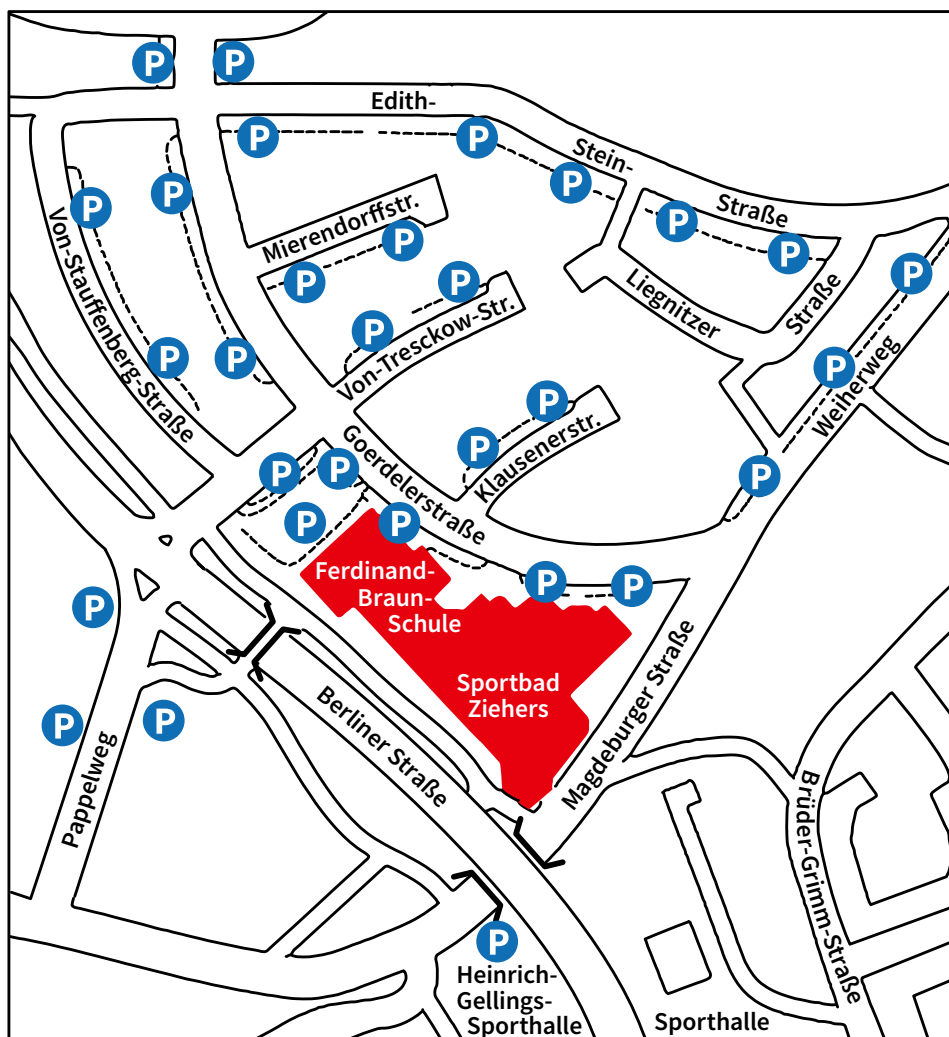 P
P
Edith-
P
P
Stein-
P
Straße
P
P
P
P
Mierendorffstr.
P
P
P
Von-Stauffenberg-Straße
Liegnitzer
Straße
P
Von-Tresckow-Str.
P
P
P
P
P
Weiherweg
P
P
P
Klausenerstr.
Goerdelerstraße
P
P
P
P
P
Ferdinand-
Braun-
Schule
P
P
P
Sportbad
Ziehers
Magdeburger Straße
Berliner Straße
P
P
Pappelweg
Brüder-Grimm-Straße
P
Heinrich-
Gellings-
Sporthalle
Sporthalle